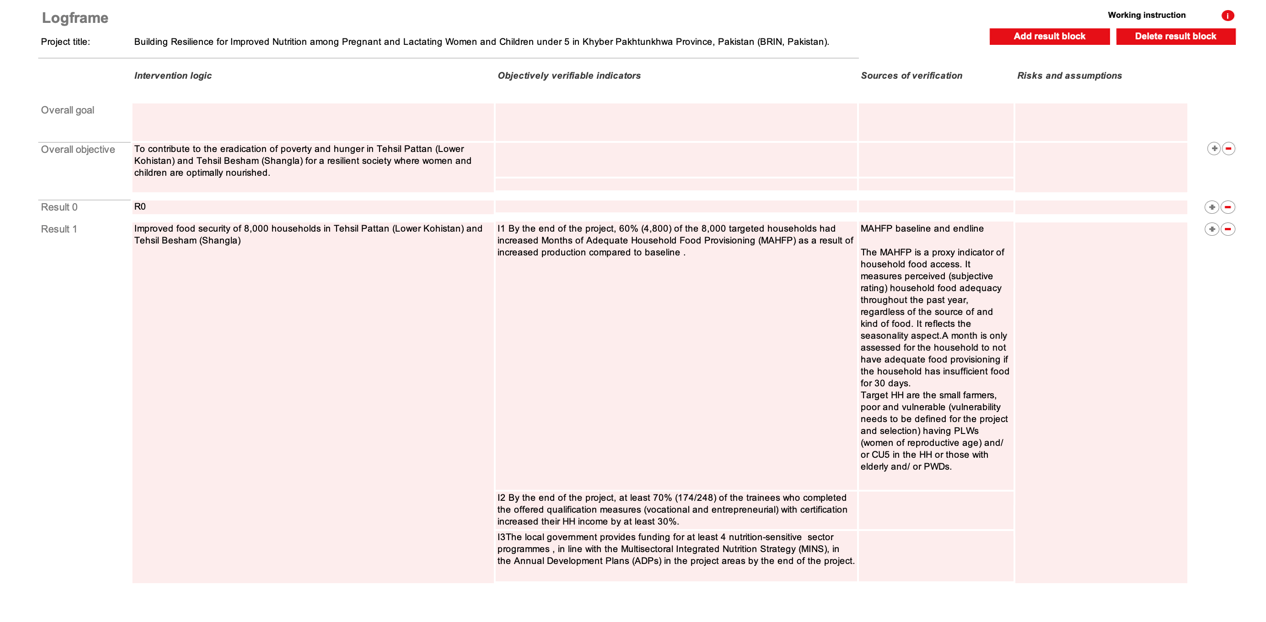 Logframe
Working instruction
i
Project title:
Building Resilience for Improved Nutrition among Pregnant and Lactating Women and Children under 5 in Khyber Pakhtunkhwa Province, Pakistan (BRIN, Pakistan).
Add result block
Delete result block
Intervention logic
Objectively verifiable indicators
Sources of verification
Risks and assumptions
Overall goal
Overall objective
To contribute to the eradication of poverty and hunger in Tehsil Pattan (Lower
Kohistan) and Tehsil Besham (Shangla) for a resilient society where women and
children are optimally nourished.
Result 0
R0
Result 1
Improved food security of 8,000 households in Tehsil Pattan (Lower Kohistan) and
Tehsil Besham (Shangla)
I1 By the end of the project, 60% (4,800) of the 8,000 targeted households had
increased Months of Adequate Household Food Provisioning (MAHFP) as a result of
increased production compared to baseline .
MAHFP baseline and endline
The MAHFP is a proxy indicator of
household food access. It
measures perceived (subjective
rating) household food adequacy
throughout the past year,
regardless of the source of and
kind of food. It reflects the
seasonality aspect.A month is only
assessed for the household to not
have adequate food provisioning if
the household has insufficient food
for 30 days.
Target HH are the small farmers,
poor and vulnerable (vulnerability
needs to be defined for the project
and selection) having PLWs
(women of reproductive age) and/
or CU5 in the HH or those with
elderly and/ or PWDs.
I2 By the end of the project, at least 70% (174/248) of the trainees who completed
the offered qualification measures (vocational and entrepreneurial) with certification
increased their HH income by at least 30%.
I3The local government provides funding for at least 4 nutrition-sensitive  sector
programmes , in line with the Multisectoral Integrated Nutrition Strategy (MINS), in
the Annual Development Plans (ADPs) in the project areas by the end of the project.